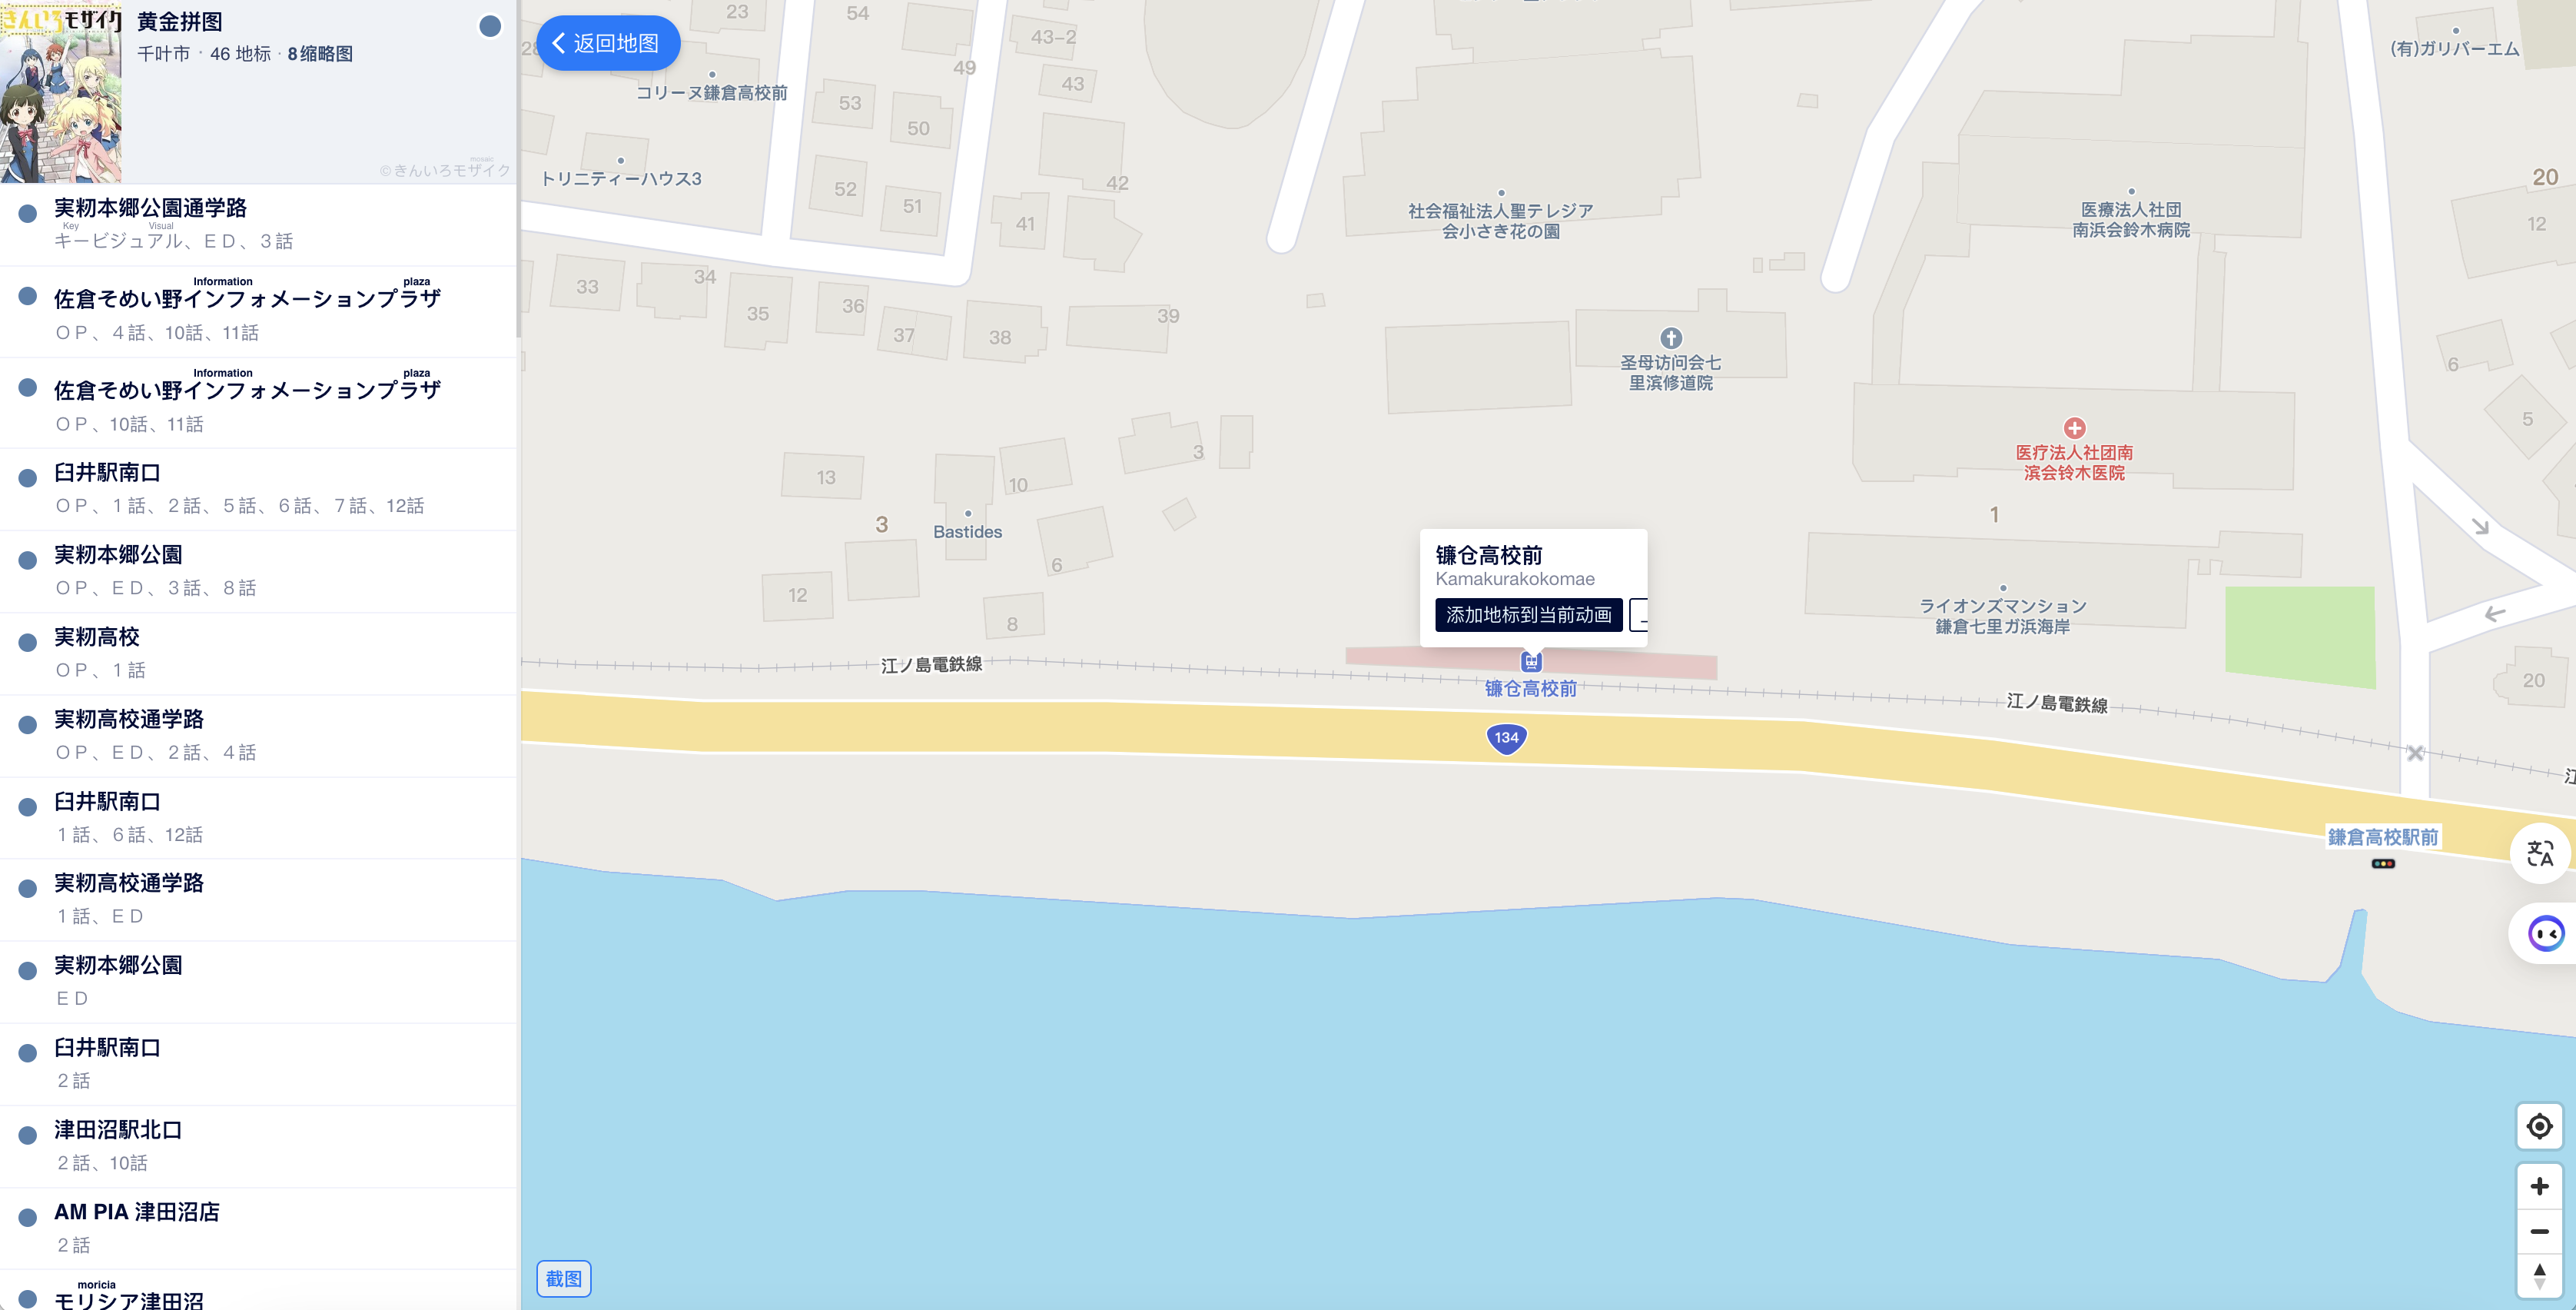 きんいろモザイク
黄金拼图
千叶市 · 46 地标 · 8缩略图
mosaic
©きんいろモザイク
実籾本郷公園通学路
Key Visual
キービジュアル、ＥＤ、３話
Information plaza
佐倉そめい野インフォメーションプラザ
ＯＰ、４話、10話、11話
Information plaza
佐倉そめい野インフォメーションプラザ
ＯＰ、10話、11話
臼井駅南口
ＯＰ、１話、２話、５話、６話、７話、12話
実籾本郷公園
ＯＰ、ＥＤ、３話、８話
実籾高校
ＯＰ、１話
実籾高校通学路
ＯＰ、ＥＤ、２話、４話
臼井駅南口
１話、６話、12話
実籾高校通学路
１話、ＥＤ
実籾本郷公園
ＥＤ
臼井駅南口
２話
津田沼駅北口
２話、10話
AM PIA 津田沼店
２話
moricia
モリシア津田沼
返回地图
23
54
43-2
49
43
(有)ガリバーエム
コリーヌ鎌倉高校前
53
50
トリニティーハウス3
52
51
42
41
社会福祉法人聖テレジア
会小さき花の園
医療法人社団
南浜会鈴木病院
20
12
33
34
35
36
37
38
39
圣母访问会七
里滨修道院
6
5
医疗法人社团南
滨会铃木医院
3
13
10
1
3
Bastides
镰仓高校前
Kamakurakokomae
添加地标到当前动画
6
12
8
ライオンズマンション
鎌倉七里ガ浜海岸
江ノ島電鉄線
镰仓高校前
20
江ノ島電鉄線
134
鎌倉高校駅前
截图